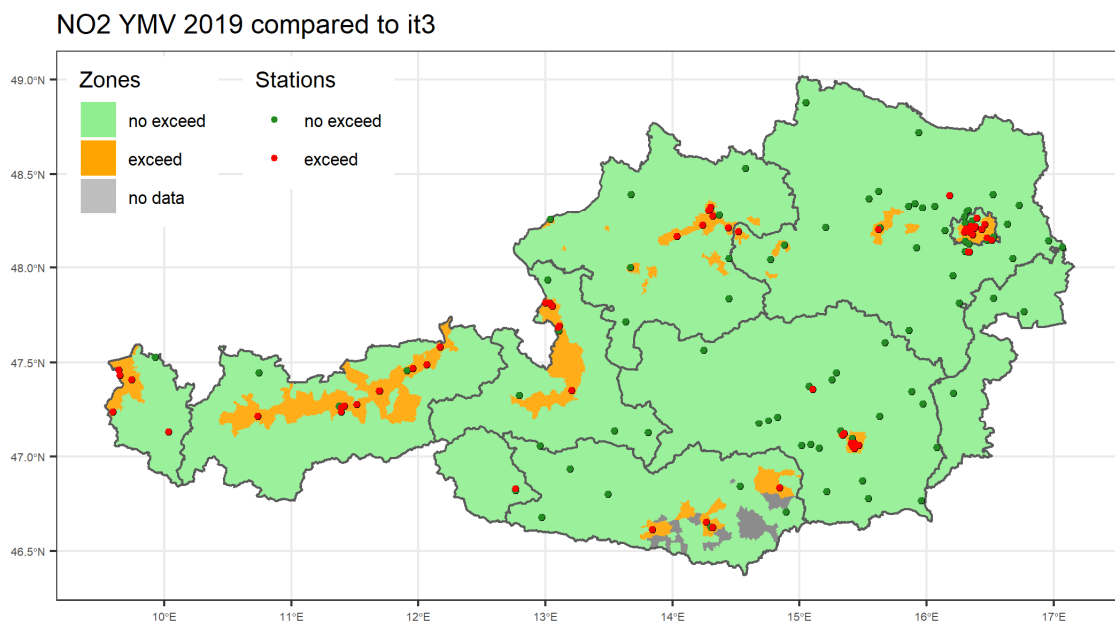 NO2 YMV 2019 compared to it3
Zones
no exceed
exceed
no data
Stations
no exceed
exceed
49.0°N
48.5°N
48.0°N
47.5°N
47.0°N
46.5°N
10°E
11°E
12°E
13°E
14°E
15°E
16°E
17°E